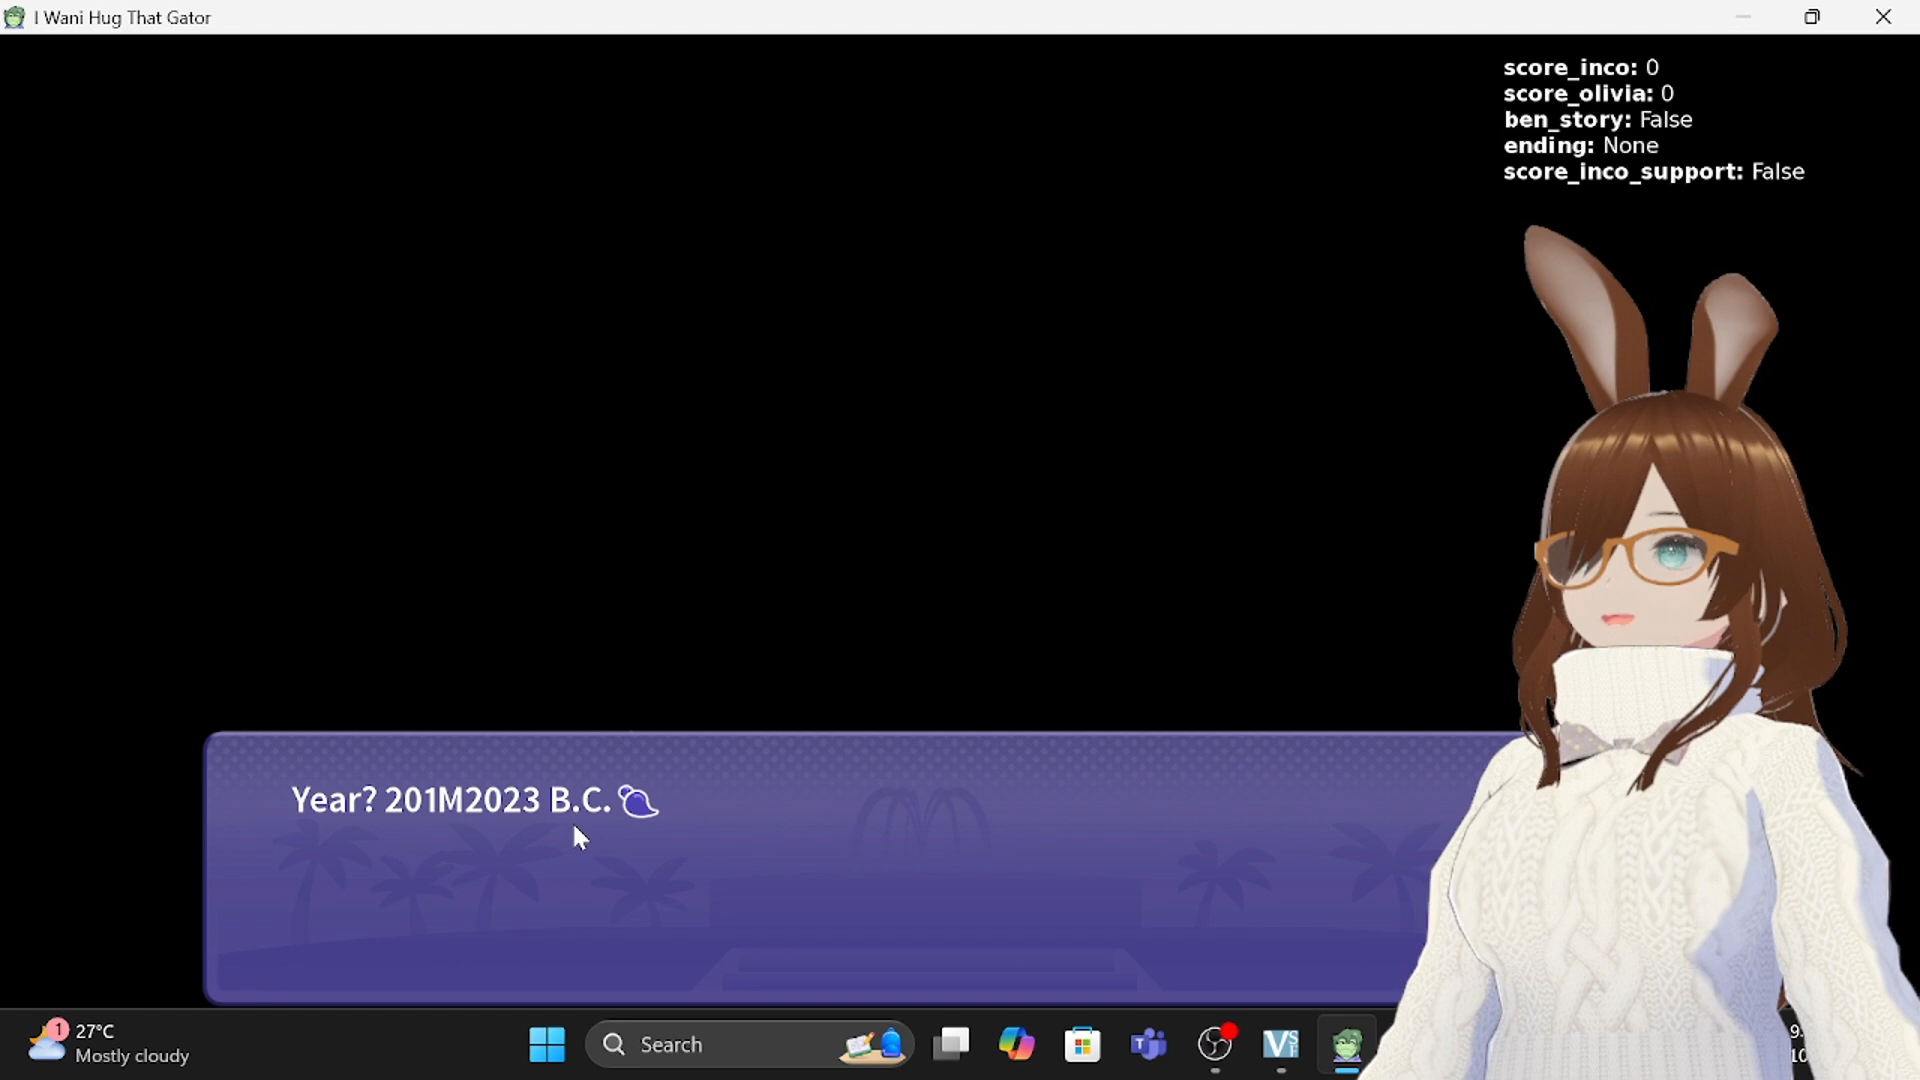 I Wani Hug That Gator
score_inco: 0
score_olivia: 0
ben_story: False
ending: None
score_inco_support: False
Year? 201M2023 B.C.
1
27°C
Mostly cloudy
Search